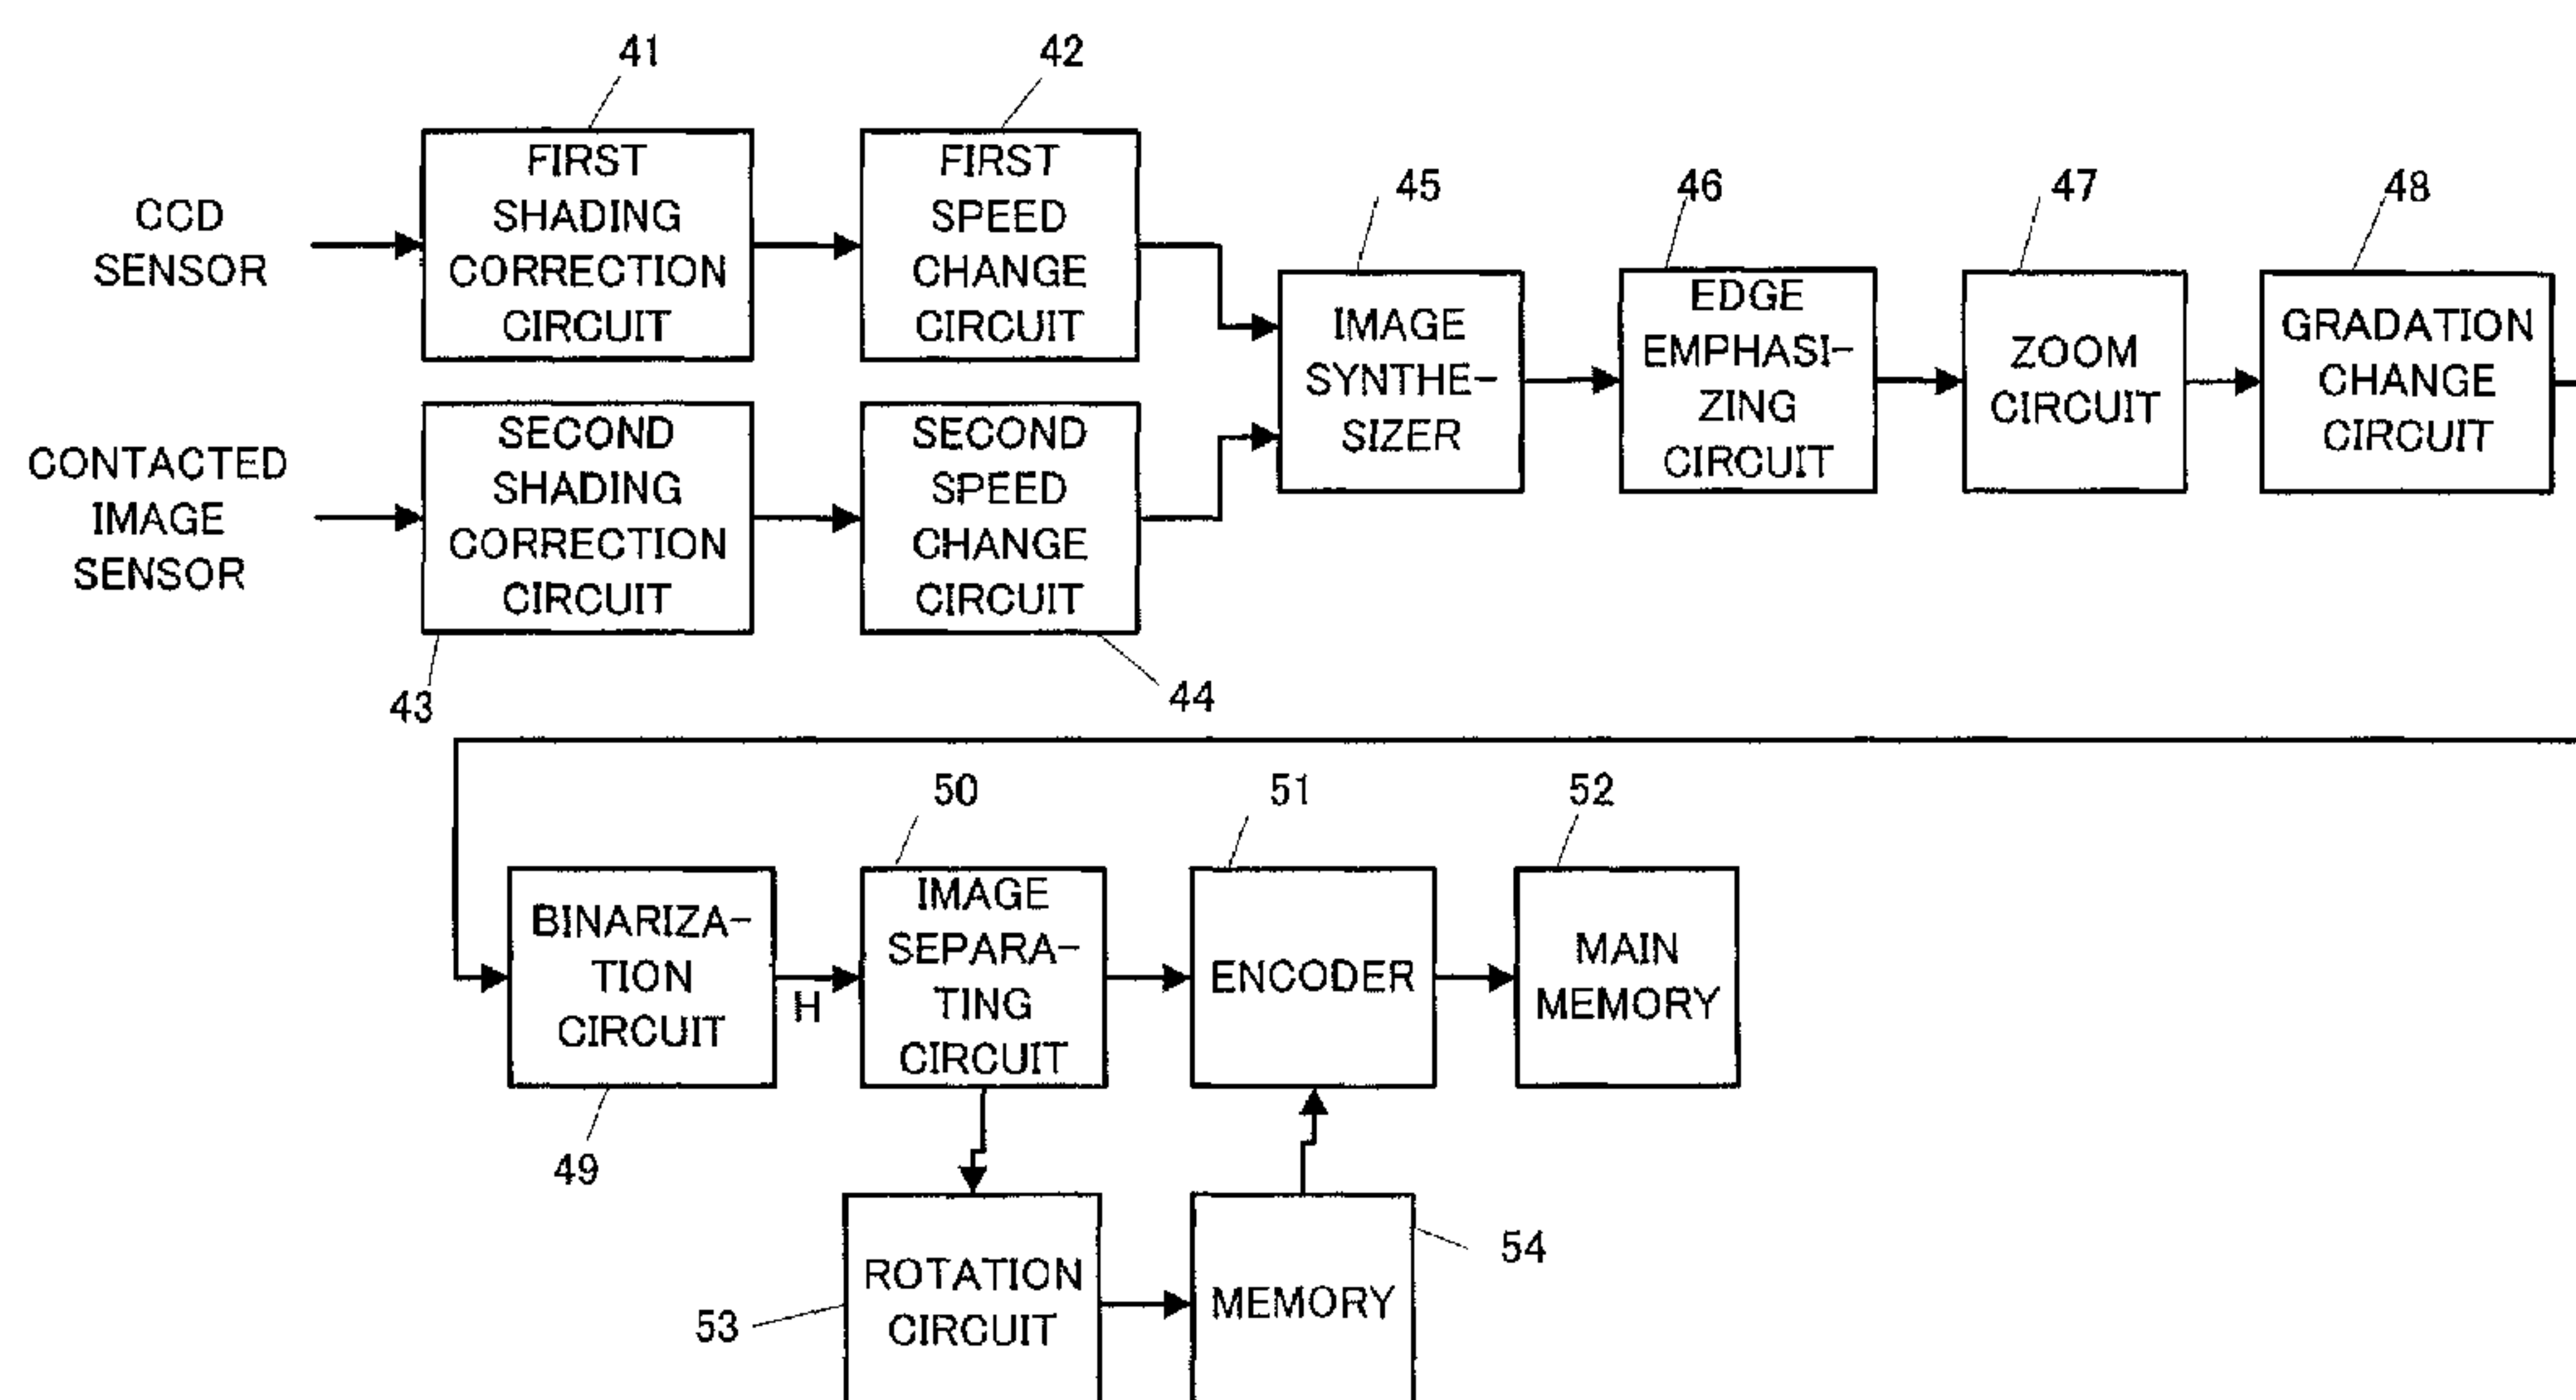 41
42
FIRST
SHADING
CORRECTION
CIRCUIT
FIRST
SPEED
CHANGE
CIRCUIT
CCD
SENSOR
45
46
47
48
IMAGE
SYNTHE-
SIZER
EDGE
EMPHASI-
ZING
CIRCUIT
ZOOM
CIRCUIT
GRADATION
CHANGE
CIRCUIT
CONTACTED
IMAGE
SENSOR
SECOND
SHADING
CORRECTION
CIRCUIT
SECOND
SPEED
CHANGE
CIRCUIT
43
44
50
51
52
BINARIZA-
TION
CIRCUIT
H
IMAGE
SEPARA-
TING
CIRCUIT
ENCODER
MAIN
MEMORY
49
53
ROTATION
CIRCUIT
MEMORY
54